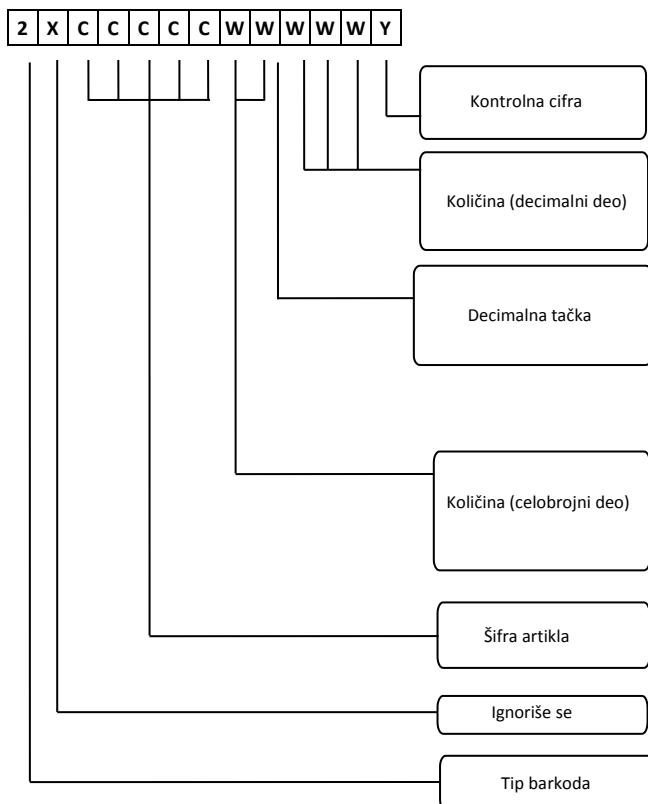 2 X C C C C C W W W W W Y
Kontrolna cifra
Količina (decimalni deo)
Decimalna tačka
Količina (celobrojni deo)
Šifra artikla
Ignoriše se
Tip barkoda